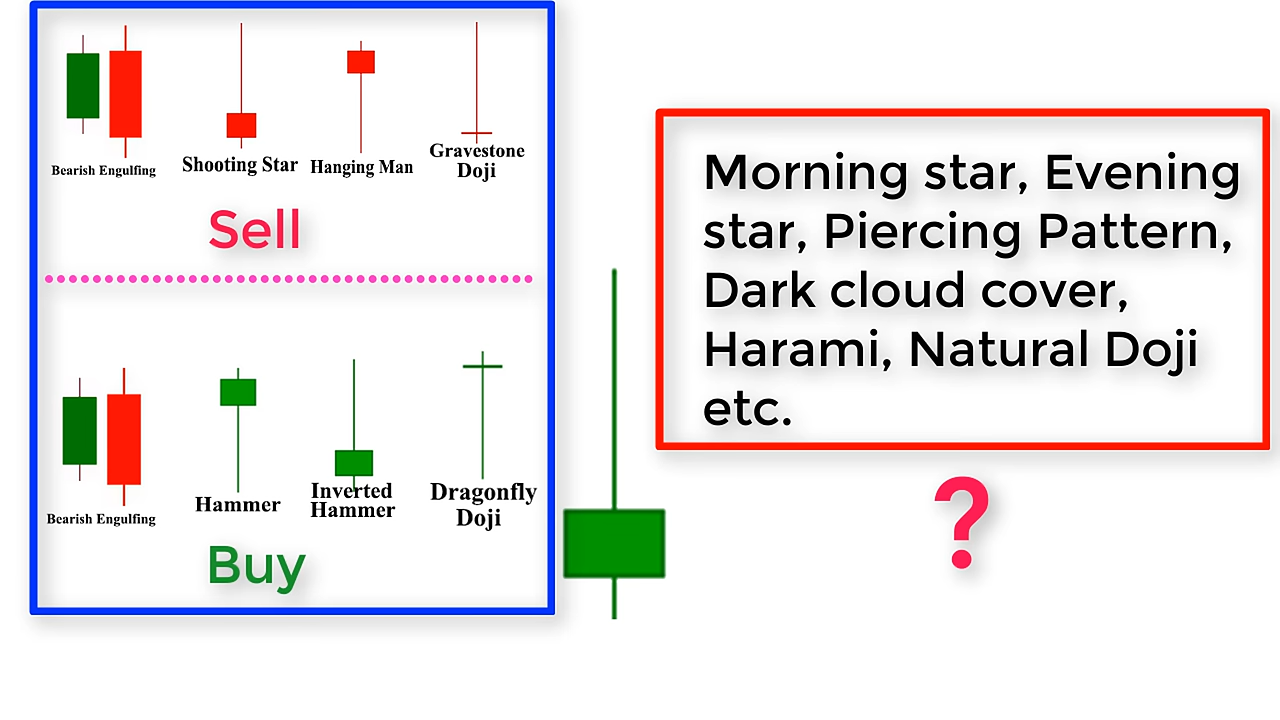 Bearish Engulfing
Shooting Star
Hanging Man
Gravestone
Doji
Sell
Bearish Engulfing
Hammer
Inverted
Hammer
Dragonfly
Doji
Buy
Morning star, Evening
star, Piercing Pattern,
Dark cloud cover,
Harami, Natural Doji
etc.
?